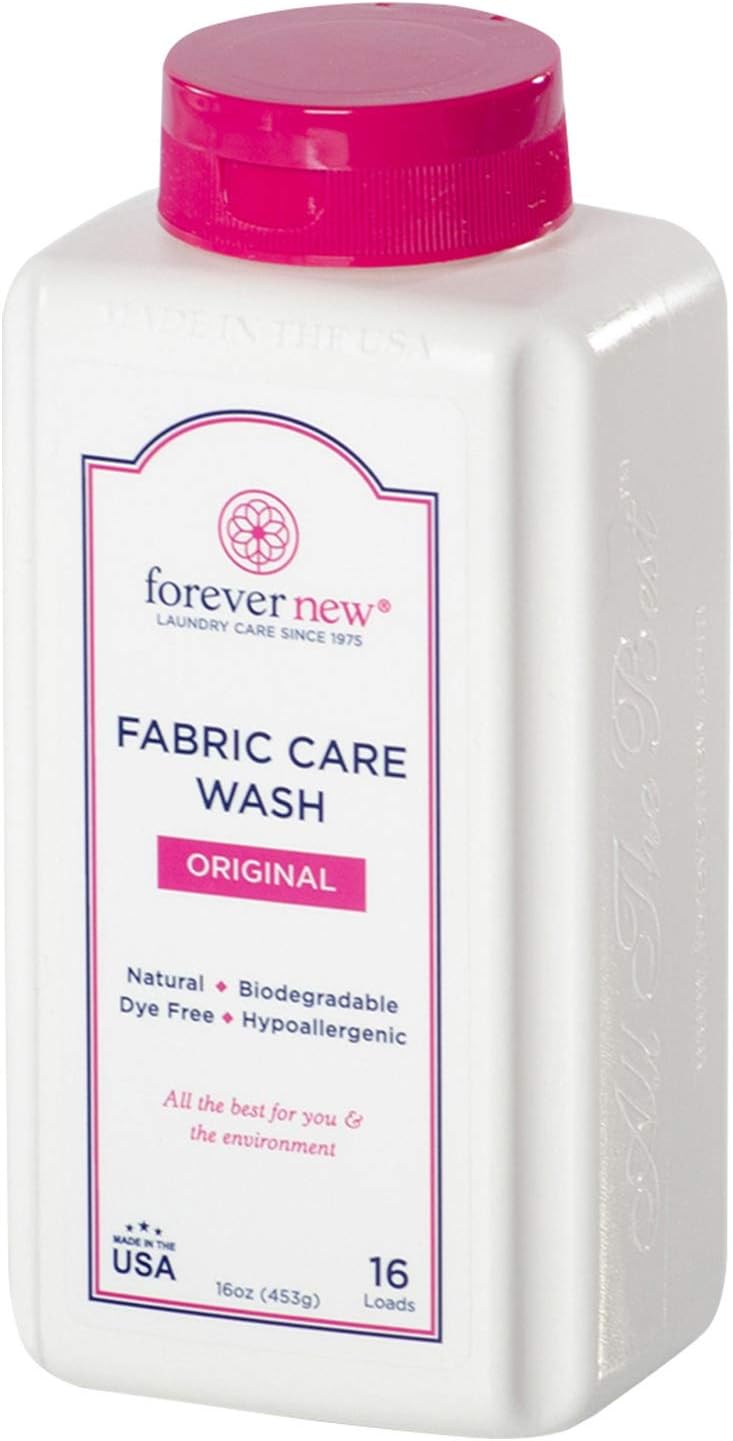 MADE IN THE USA
forever new®
LAUNDRY CARE SINCE 1975
FABRIC CARE
WASH
ORIGINAL
Natural ◆ Biodegradable
Dye Free ◆ Hypoallergenic
All the best for you &
the environment
MADE IN THE
USA
16oz (453g)
16
Loads
All The Best™